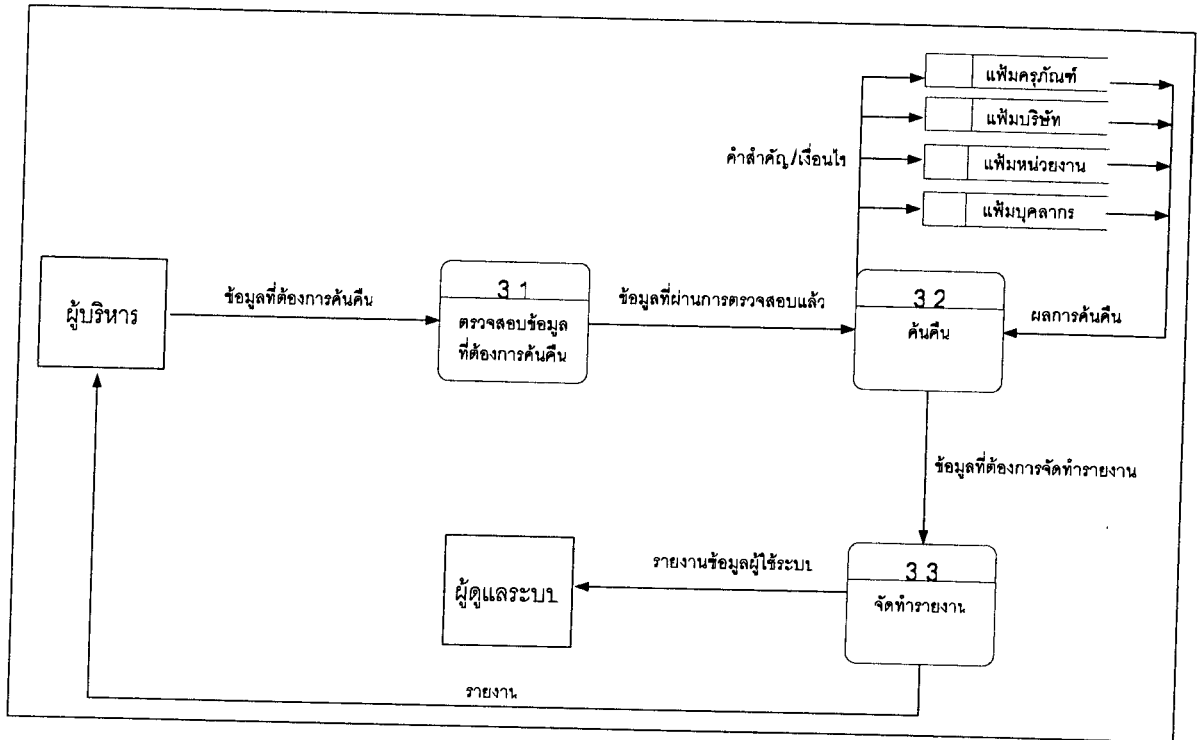 แฟ้มครุภัณฑ์
แฟ้มบริษัท
คำสำคัญ/เงื่อนไข
แฟ้มหน่วยงาน
แฟ้มบุคลากร
ผู้บริหาร
ข้อมูลที่ต้องการค้นคืน
3 1
ตรวจสอบข้อมูล
ที่ต้องการค้นคืน
ข้อมูลที่ผ่านการตรวจสอบแล้ว
3 2
ค้นคืน
ผลการค้นคืน
ข้อมูลที่ต้องการจัดทำรายงาน
ผู้ดูแลระบบ
รายงานข้อมูลผู้ใช้ระบบ
3 3
จัดทำรายงาน
รายงาน